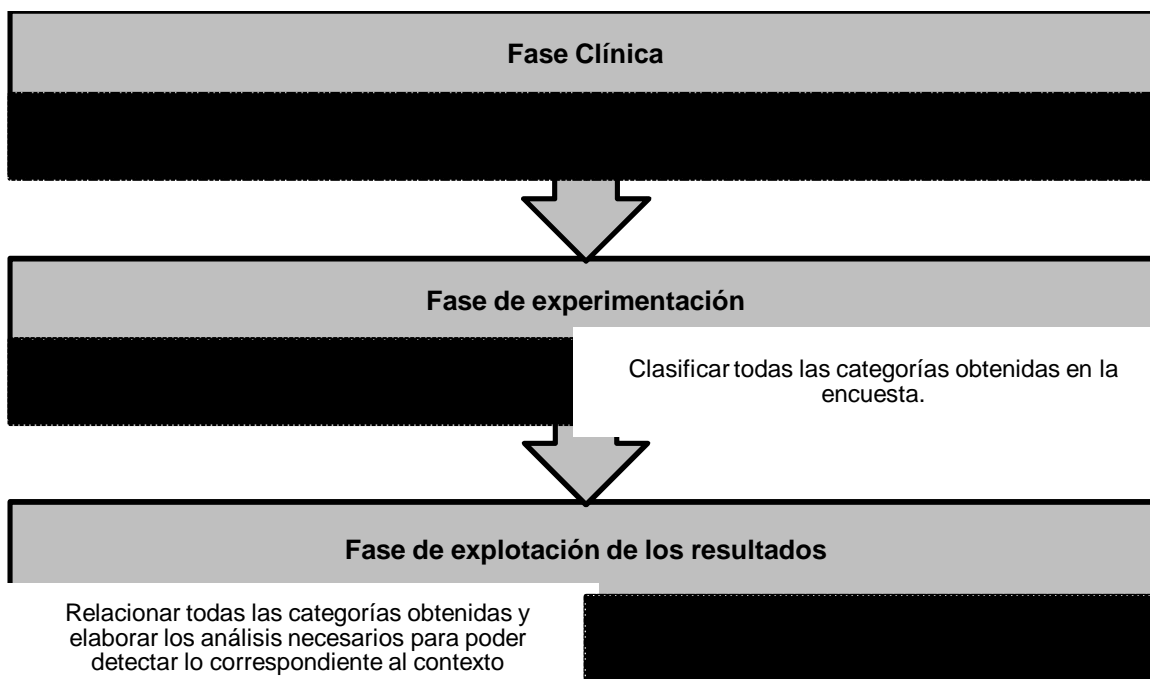 Fase Clínica
Fase de experimentación
Clasificar todas las categorías obtenidas en la
encuesta.
Fase de explotación de los resultados
Relacionar todas las categorías obtenidas y
elaborar los análisis necesarios para poder
detectar lo correspondiente al contexto